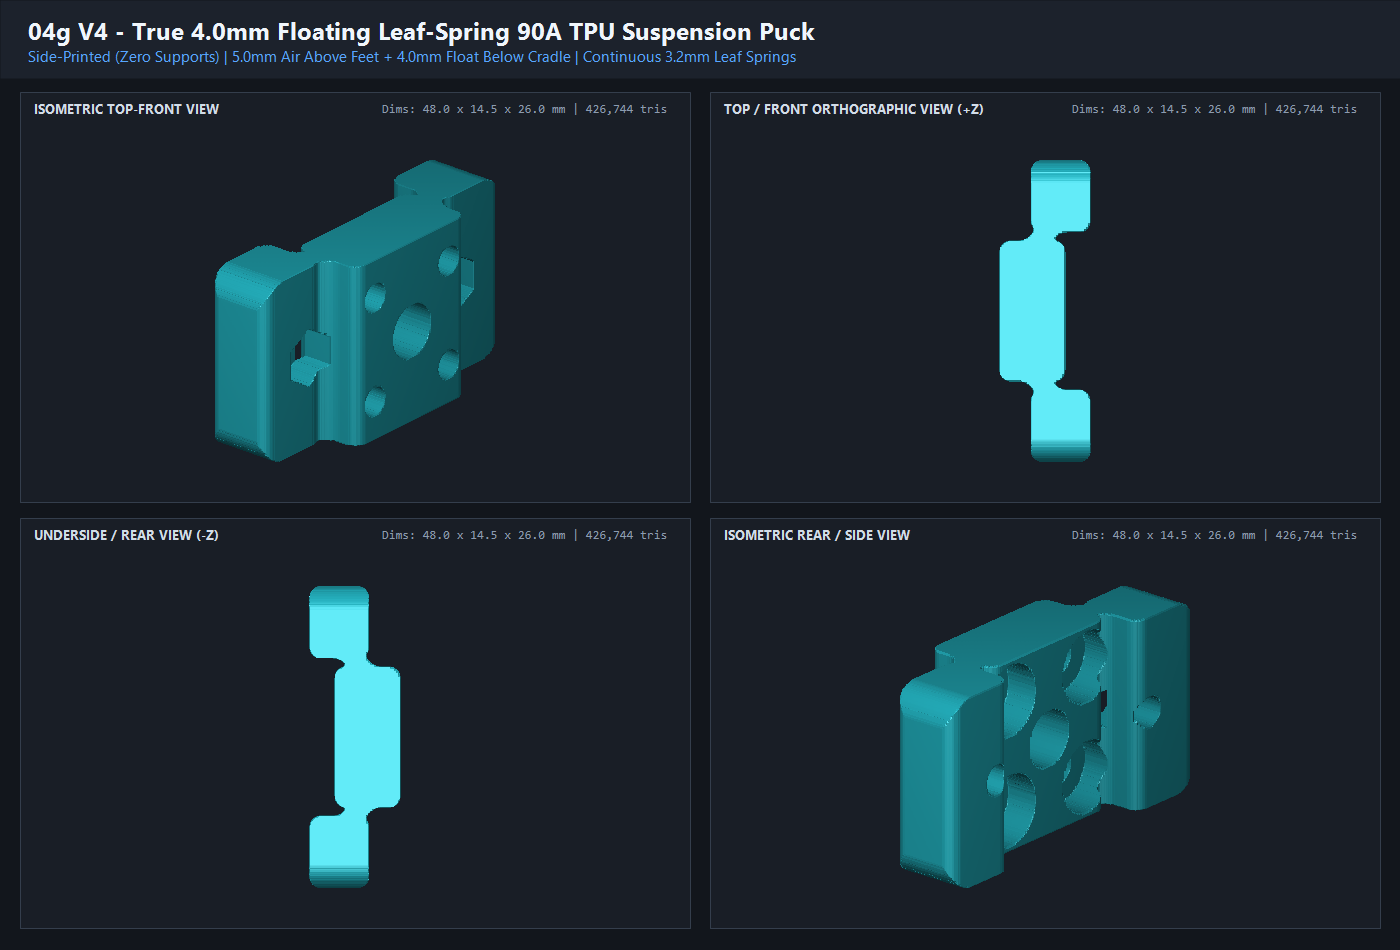 04g V4 - True 4.0mm Floating Leaf-Spring 90A TPU Suspension Puck
Side-Printed (Zero Supports) | 5.0mm Air Above Feet + 4.0mm Float Below Cradle | Continuous 3.2mm Leaf Springs
ISOMETRIC TOP-FRONT VIEW Dims: 48.0 x 14.5 x 26.0 mm | 426,744 tris
TOP / FRONT ORTHOGRAPHIC VIEW (+Z) Dims: 48.0 x 14.5 x 26.0 mm | 426,744 tris
UNDERSIDE / REAR VIEW (-Z) Dims: 48.0 x 14.5 x 26.0 mm | 426,744 tris
ISOMETRIC REAR / SIDE VIEW Dims: 48.0 x 14.5 x 26.0 mm | 426,744 tris